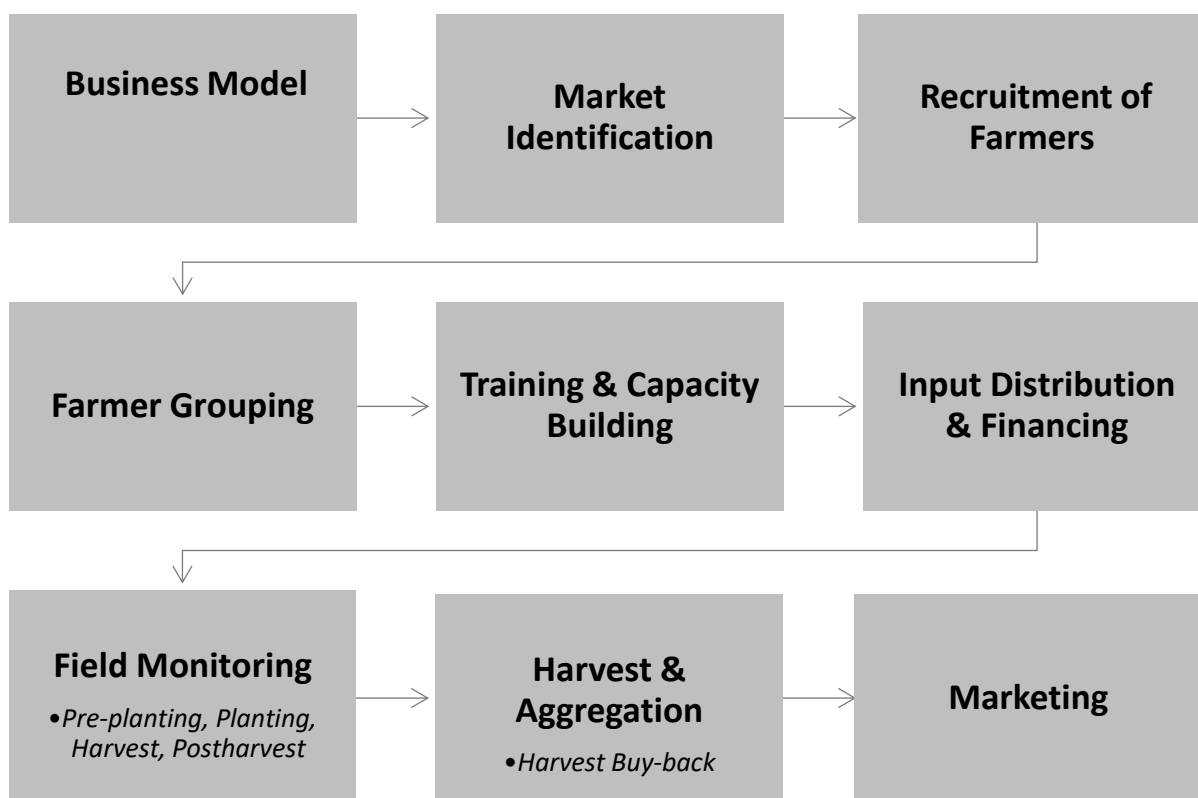 Business Model
Market
Identification
Recruitment of
Farmers
Farmer Grouping
Training & Capacity
Building
Input Distribution
& Financing
Field Monitoring
•Pre-planting, Planting,
Harvest, Postharvest
Harvest &
Aggregation
•Harvest Buy-back
Marketing